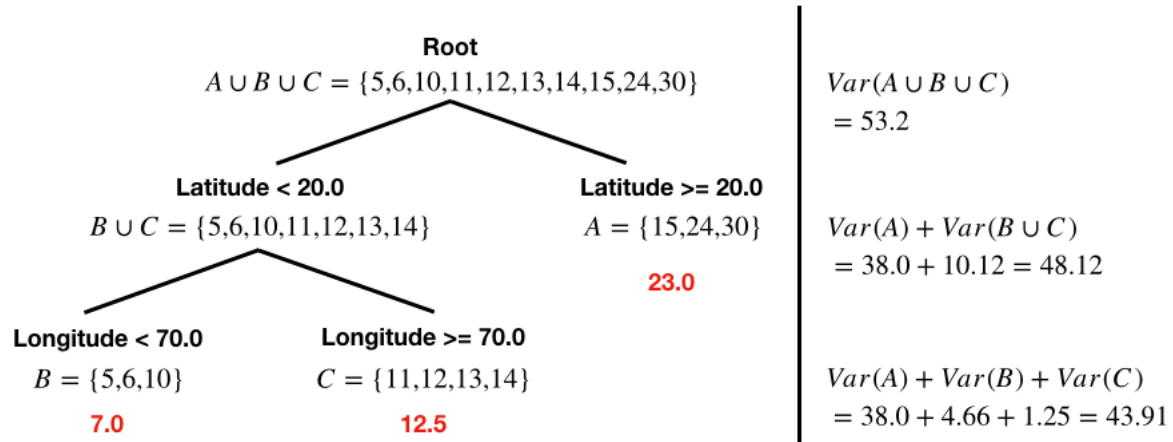 Root
A ∪ B ∪ C = {5,6,10,11,12,13,14,15,24,30}
Var(A ∪ B ∪ C)
= 53.2
Latitude < 20.0
Latitude >= 20.0
B ∪ C = {5,6,10,11,12,13,14}
A = {15,24,30}
Var(A) + Var(B ∪ C)
= 38.0 + 10.12 = 48.12
23.0
Longitude < 70.0
Longitude >= 70.0
B = {5,6,10}
C = {11,12,13,14}
Var(A) + Var(B) + Var(C)
= 38.0 + 4.66 + 1.25 = 43.91
7.0
12.5